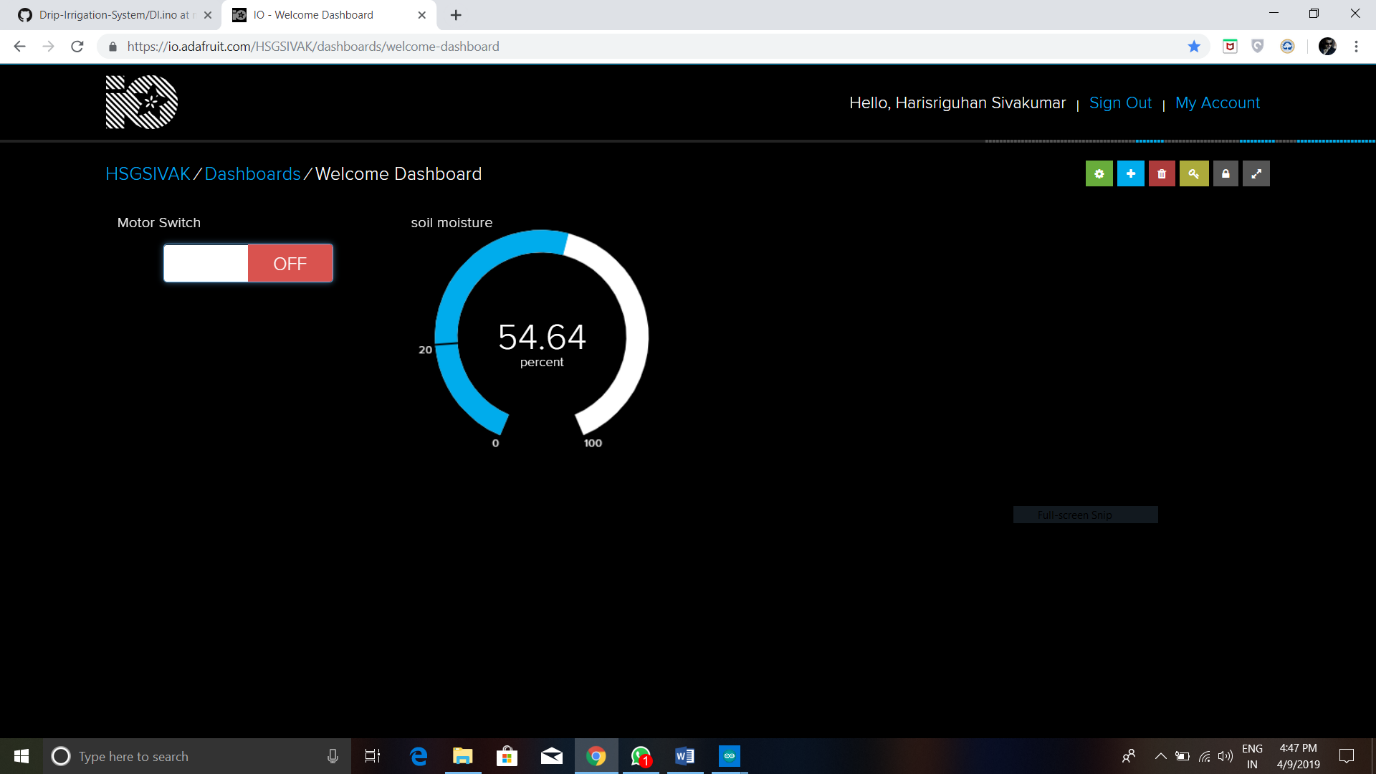 Drip-Irrigation-System/DI.ino at
IO - Welcome Dashboard
https://io.adafruit.com/HSGSIVAK/dashboards/welcome-dashboard
Hello, Harisriguhan Sivakumar | Sign Out | My Account
HSGSIVAK / Dashboards / Welcome Dashboard
Motor Switch
soil moisture
OFF
54.64
percent
20
0
100
Full-screen Snip
Type here to search
1
ENG
IN
4:47 PM
4/9/2019